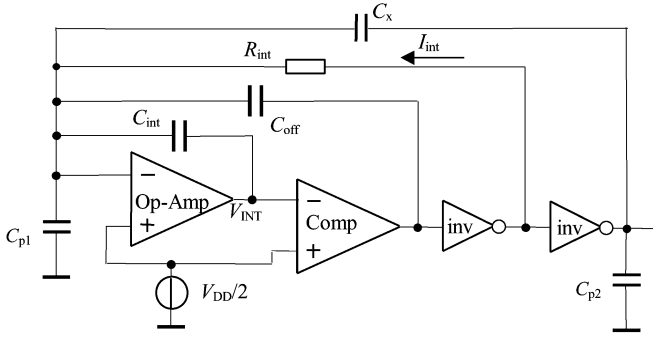 Cx
Rint
Iint
Coff
Cint
− Op-Amp +
VINT
− Comp +
inv
inv
Cp1
VDD/2
Cp2